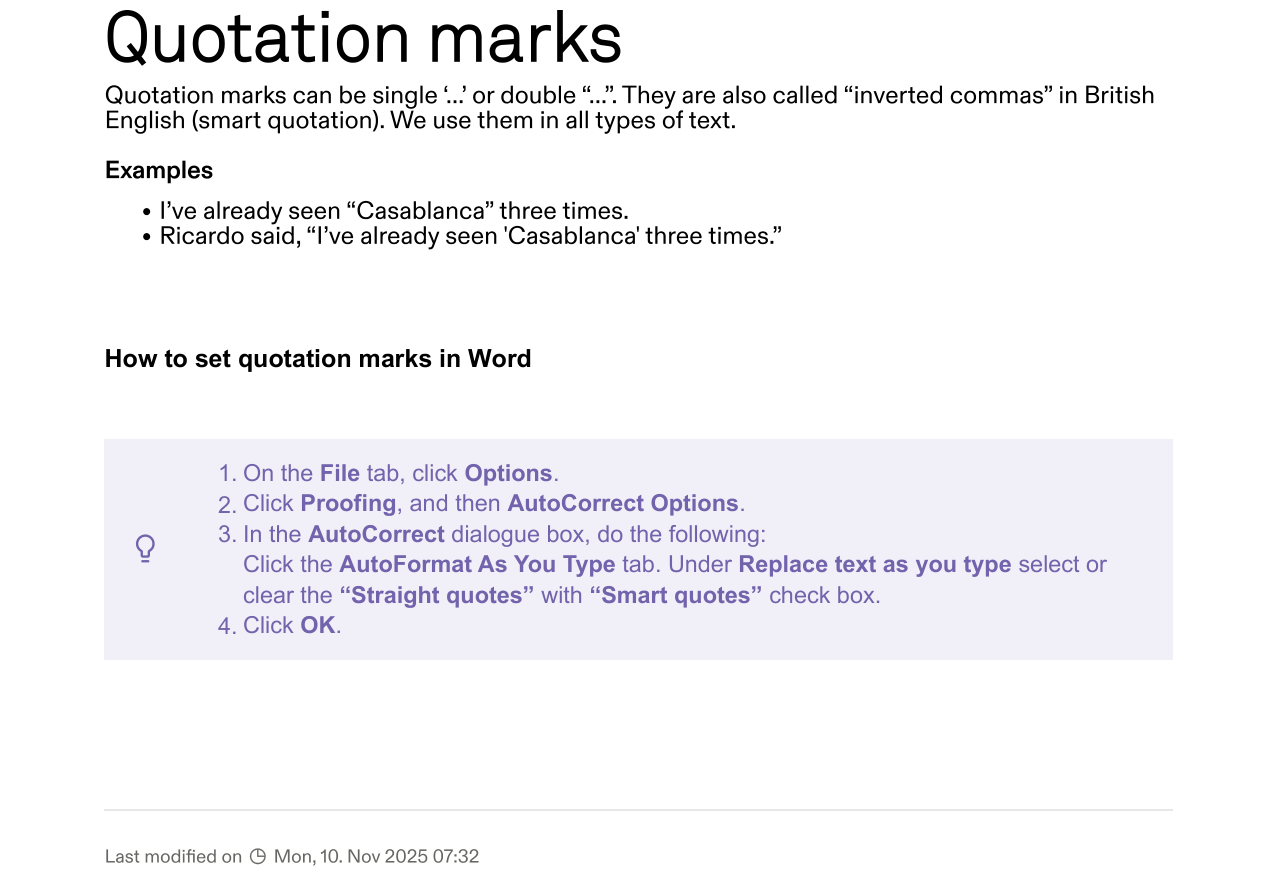 Quotation marks
Quotation marks can be single ‘...’ or double “...”. They are also called “inverted commas” in British
English (smart quotation). We use them in all types of text.
Examples
• I’ve already seen “Casablanca” three times.
• Ricardo said, “I’ve already seen 'Casablanca' three times.”
How to set quotation marks in Word
1. On the File tab, click Options.
2. Click Proofing, and then AutoCorrect Options.
3. In the AutoCorrect dialogue box, do the following:
Click the AutoFormat As You Type tab. Under Replace text as you type select or
clear the “Straight quotes” with “Smart quotes” check box.
4. Click OK.
Last modified on Mon, 10. Nov 2025 07:32